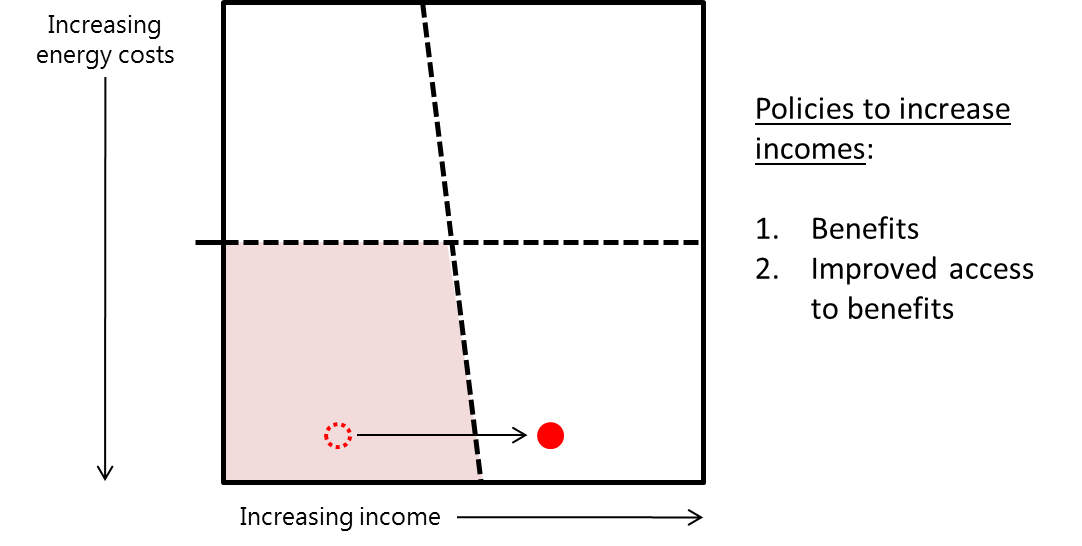 Increasing
energy costs
Policies to increase
incomes:
1. Benefits
2. Improved access
to benefits
Increasing income